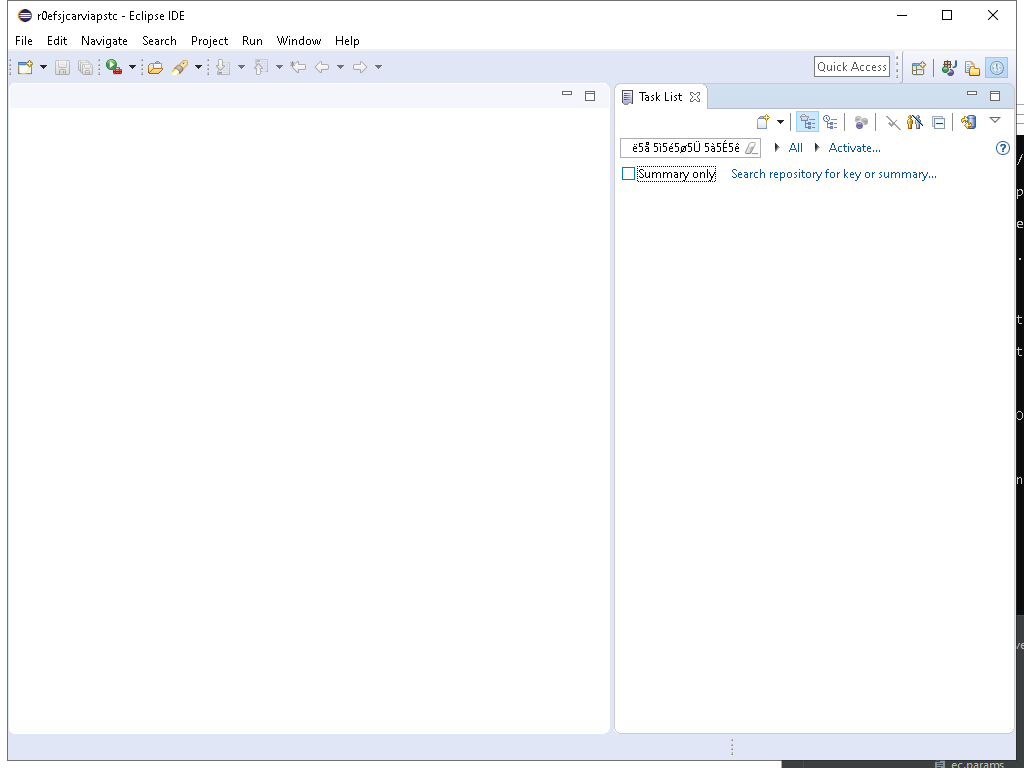 r0efsjcarviapstc - Eclipse IDE
File Edit Navigate Search Project Run Window Help
Quick Access
Task List
ë5å 5ì5é5ø5Ü 5à5É5ê All Activate...
Summary only Search repository for key or summary...
ec.params